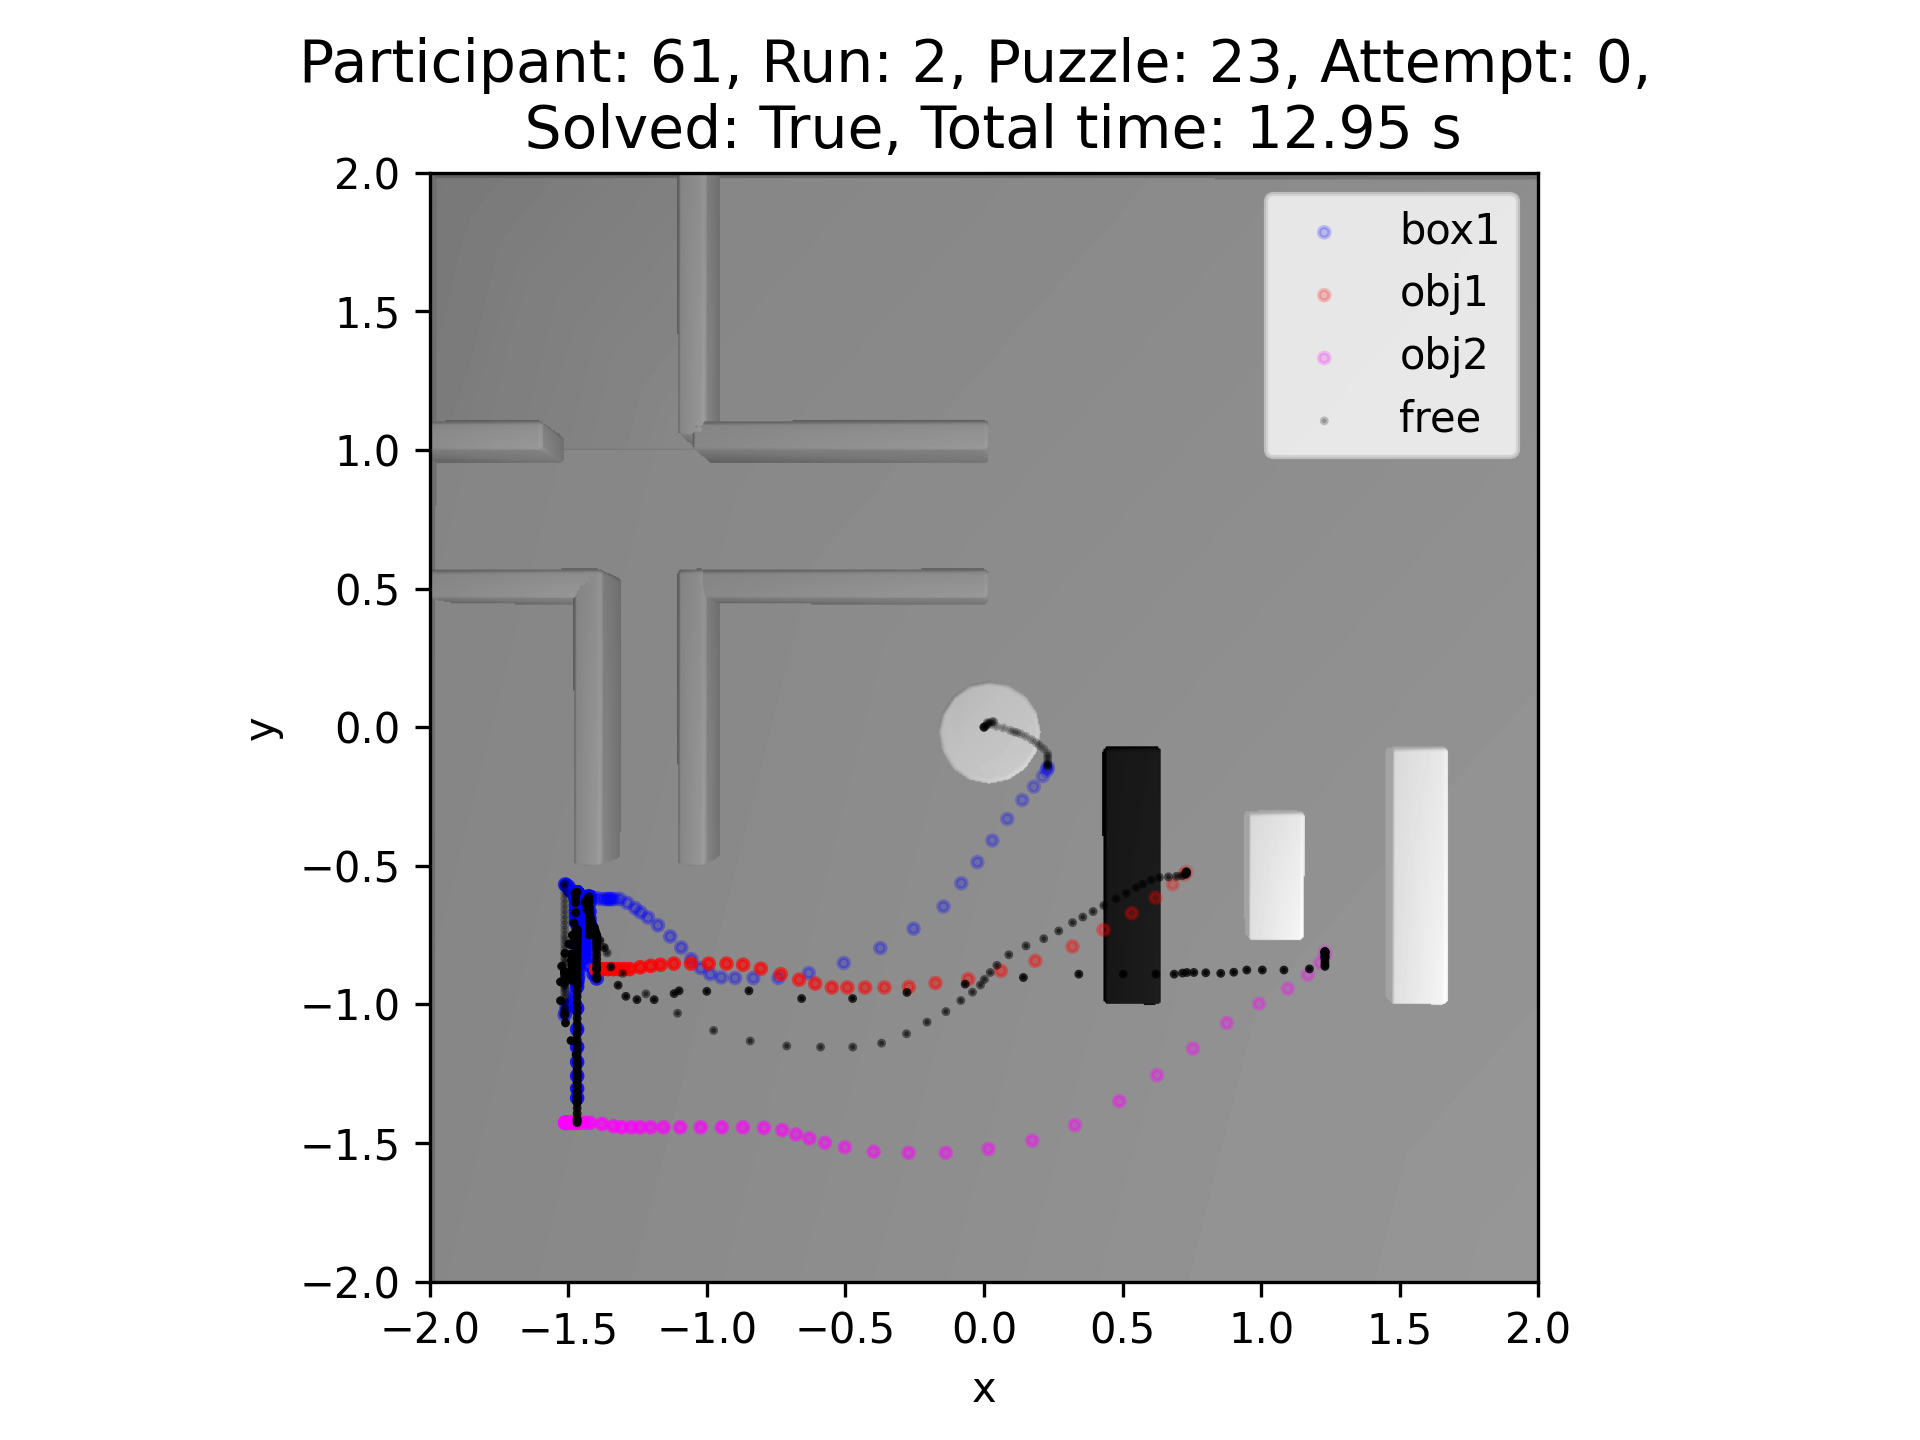 Participant: 61, Run: 2, Puzzle: 23, Attempt: 0,
Solved: True, Total time: 12.95 s
2.0
1.5
1.0
0.5
0.0
−0.5
−1.0
−1.5
−2.0
y
box1
obj1
obj2
free
−2.0 −1.5 −1.0 −0.5 0.0 0.5 1.0 1.5 2.0
x